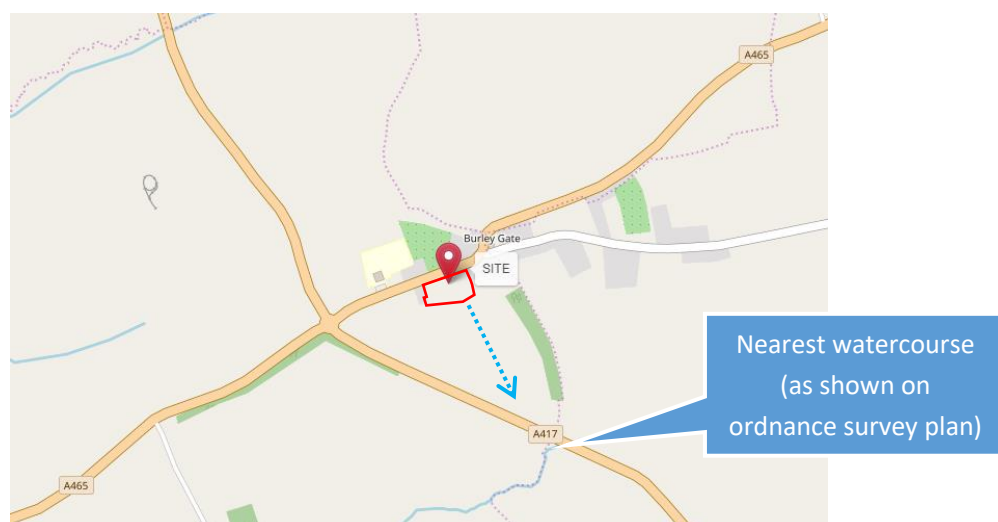 A465
Burley Gate
SITE
Nearest watercourse
(as shown on
ordnance survey plan)
A417
A465